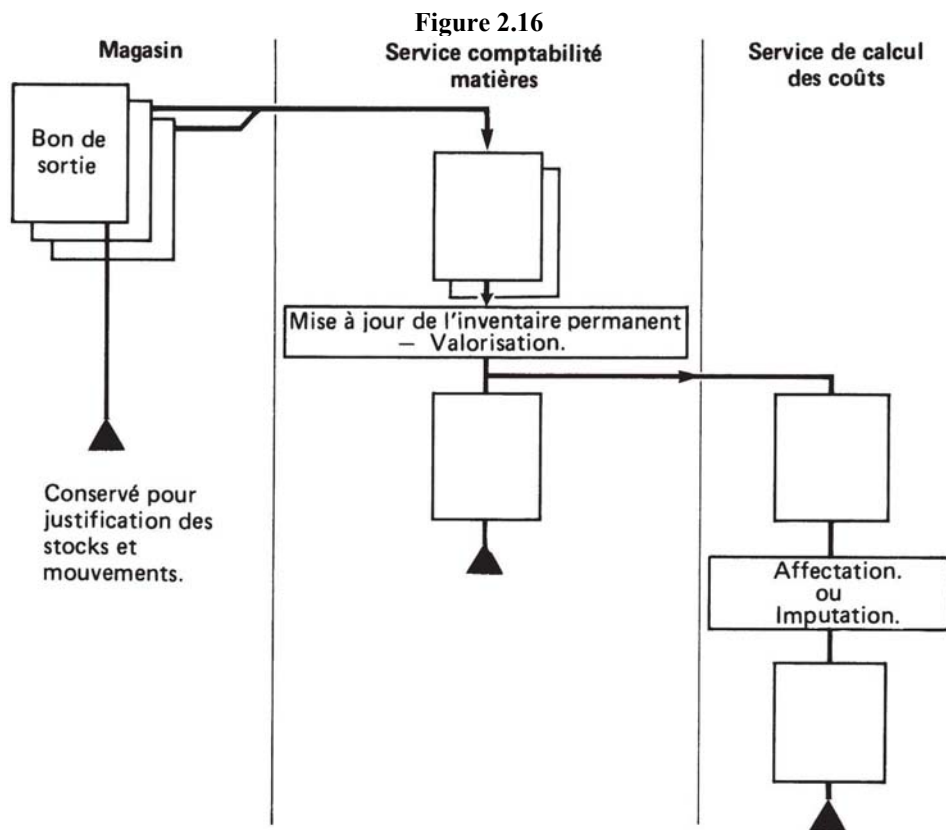 Figure 2.16
Magasin
Service comptabilité
matières
Service de calcul
des coûts
Bon de
sortie
Mise à jour de l'inventaire permanent
– Valorisation.
Conservé pour
justification des
stocks et
mouvements.
Affectation.
ou
Imputation.